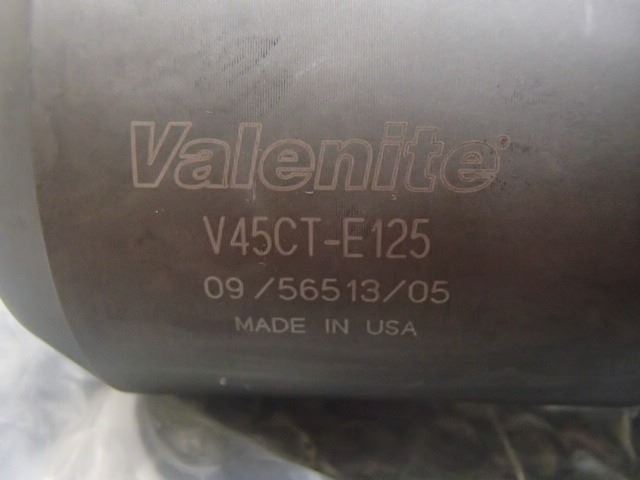 Valenite®
V45CT-E125
09/56513/05
MADE IN USA